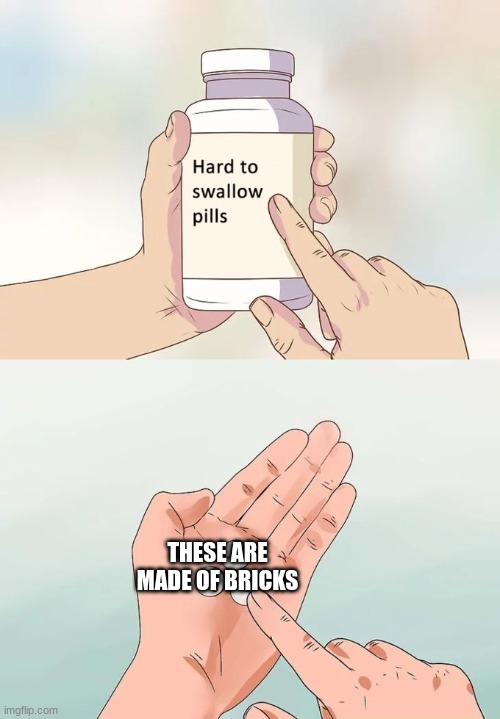 Hard to
swallow
pills
THESE ARE
MADE OF BRICKS
imgflip.com